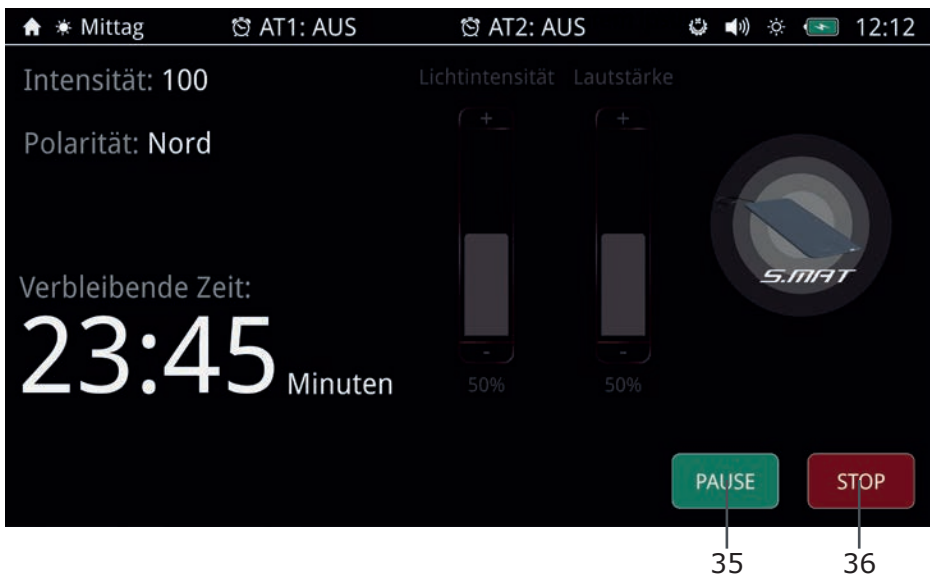 Mittag AT1: AUS AT2: AUS 12:12
Intensität: 100
Lichtintensität Lautstärke
Polarität: Nord
+ +
S.MAT
Verbleibende Zeit:
23:45 Minuten
- -
50% 50%
PAUSE STOP
35 36